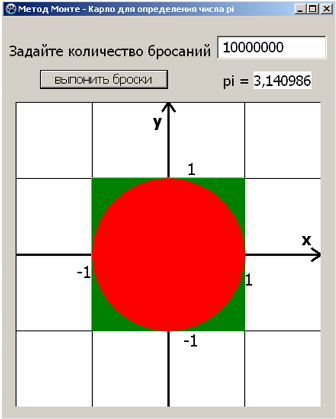 Метод Монте - Карло для определения числа pi
Задайте количество бросаний 10000000
выпонить броски
pi = 3,140986
y
1
x
-1
1
-1